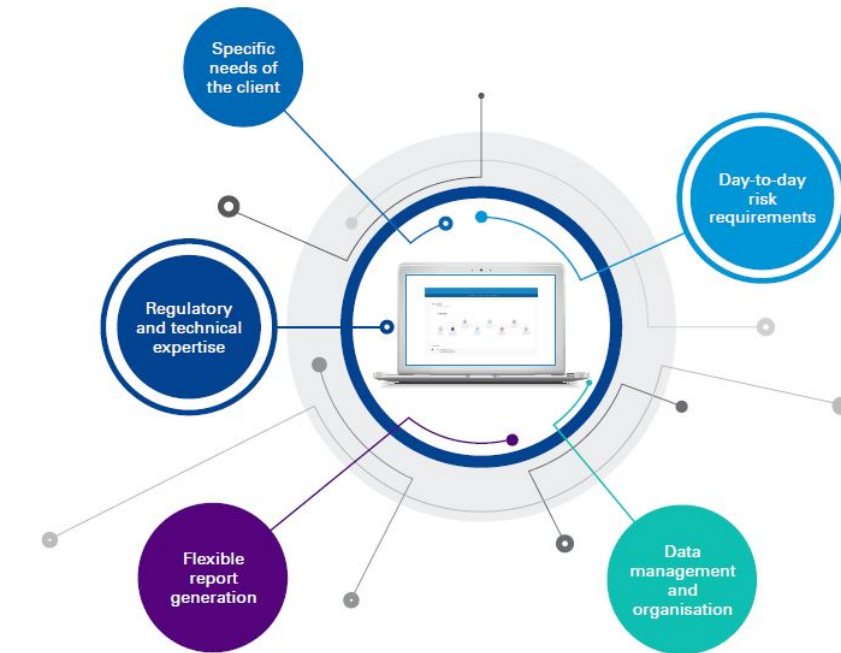 Specific
needs of
the client
Day-to-day
risk
requirements
Regulatory
and technical
expertise
Flexible
report
generation
Data
management
and
organisation